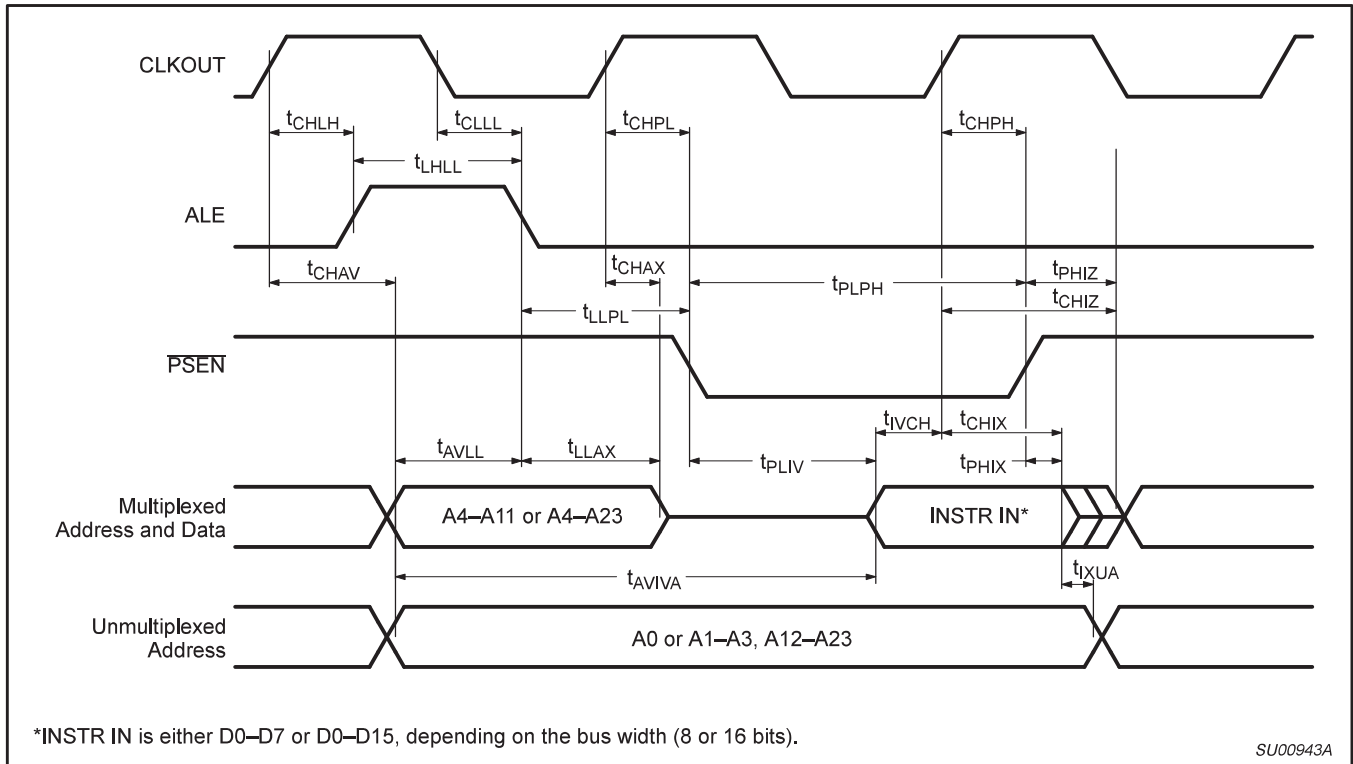 CLKOUT
tCHLH
tCLLL
tCHPL
tCHPH
tLHLL
ALE
tCHAV
tCHAX
tPLPH
tPHIZ
tLLPL
tCHIZ
PSEN
tIVCH
tCHIX
tAVLL
tLLAX
tPLIV
tPHIX
Multiplexed
Address and Data
A4–A11 or A4–A23
INSTR IN*
tAVIVA
tIXUA
Unmultiplexed
Address
A0 or A1–A3, A12–A23
*INSTR IN is either D0–D7 or D0–D15, depending on the bus width (8 or 16 bits).
SU00943A